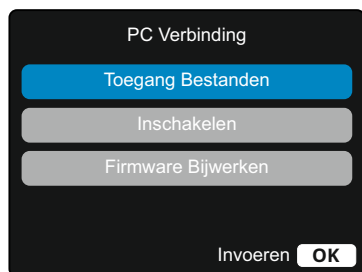 PC Verbinding
Toegang Bestanden
Inschakelen
Firmware Bijwerken
Invoeren OK